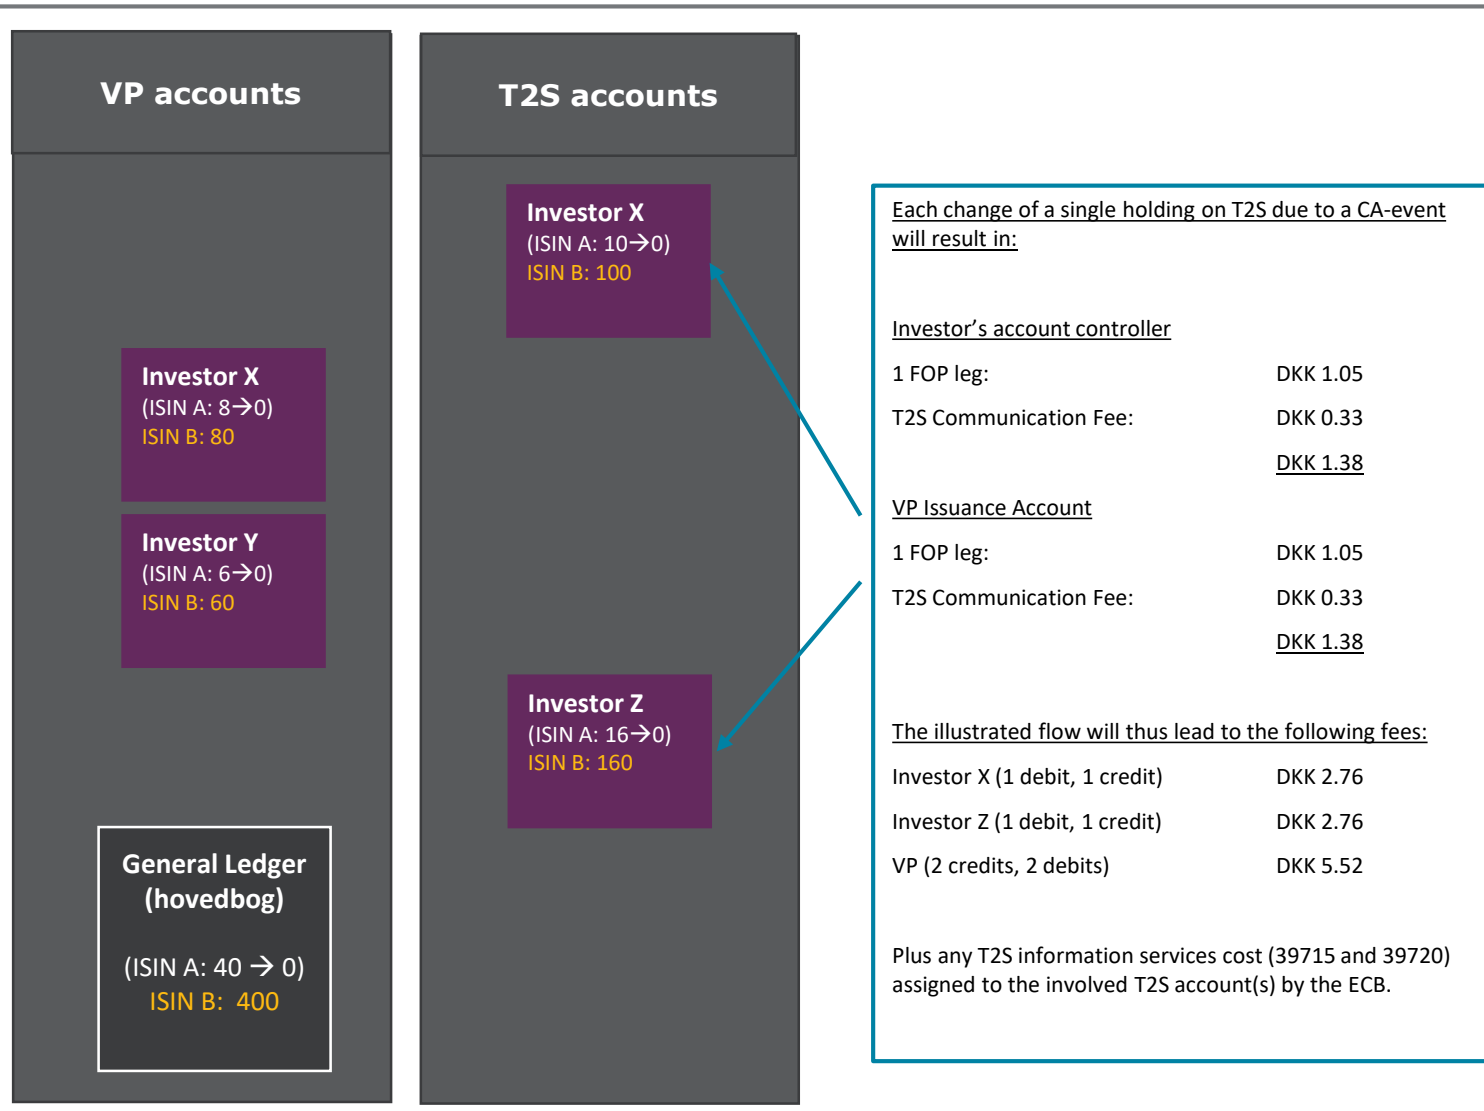 VP accounts
T2S accounts
Investor X
(ISIN A: 10→0)
ISIN B: 100
Investor X
(ISIN A: 8→0)
ISIN B: 80
Investor Y
(ISIN A: 6→0)
ISIN B: 60
Investor Z
(ISIN A: 16→0)
ISIN B: 160
General Ledger
(hovedbog)
(ISIN A: 40 → 0)
ISIN B:  400
Each change of a single holding on T2S due to a CA-event
will result in:
Investor’s account controller
1 FOP leg: DKK 1.05
T2S Communication Fee: DKK 0.33
DKK 1.38
VP Issuance Account
1 FOP leg: DKK 1.05
T2S Communication Fee: DKK 0.33
DKK 1.38
The illustrated flow will thus lead to the following fees:
Investor X (1 debit, 1 credit) DKK 2.76
Investor Z (1 debit, 1 credit) DKK 2.76
VP (2 credits, 2 debits) DKK 5.52
Plus any T2S information services cost (39715 and 39720)
assigned to the involved T2S account(s) by the ECB.